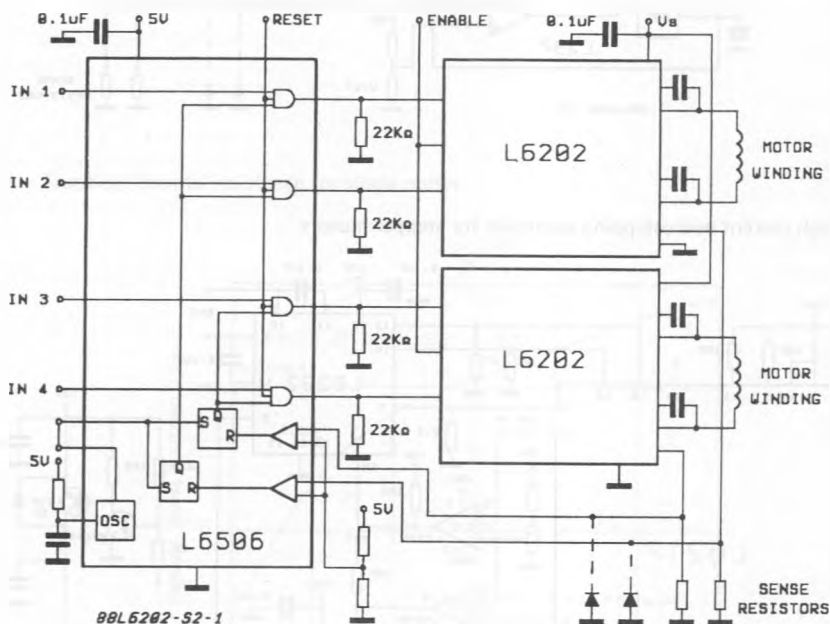 0.1uF
5V
RESET
ENABLE
0.1uF
Vs
IN 1
22KΩ
L6202
MOTOR
WINDING
IN 2
22KΩ
IN 3
22KΩ
L6202
MOTOR
WINDING
IN 4
22KΩ
S Q R
5V
S Q R
OSC
L6506
5V
SENSE
RESISTORS
88L6202-S2-1